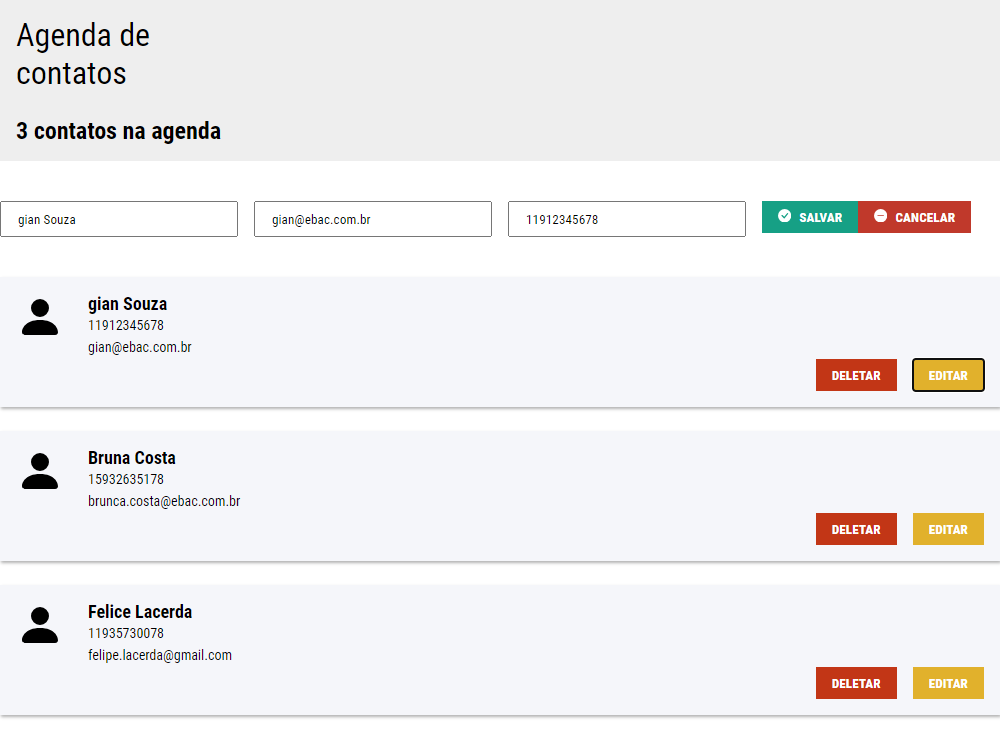 Agenda de
contatos
3 contatos na agenda
gian Souza gian@ebac.com.br 11912345678 SALVAR CANCELAR
gian Souza
11912345678
gian@ebac.com.br
DELETAR EDITAR
Bruna Costa
15932635178
brunca.costa@ebac.com.br
DELETAR EDITAR
Felice Lacerda
11935730078
felipe.lacerda@gmail.com
DELETAR EDITAR